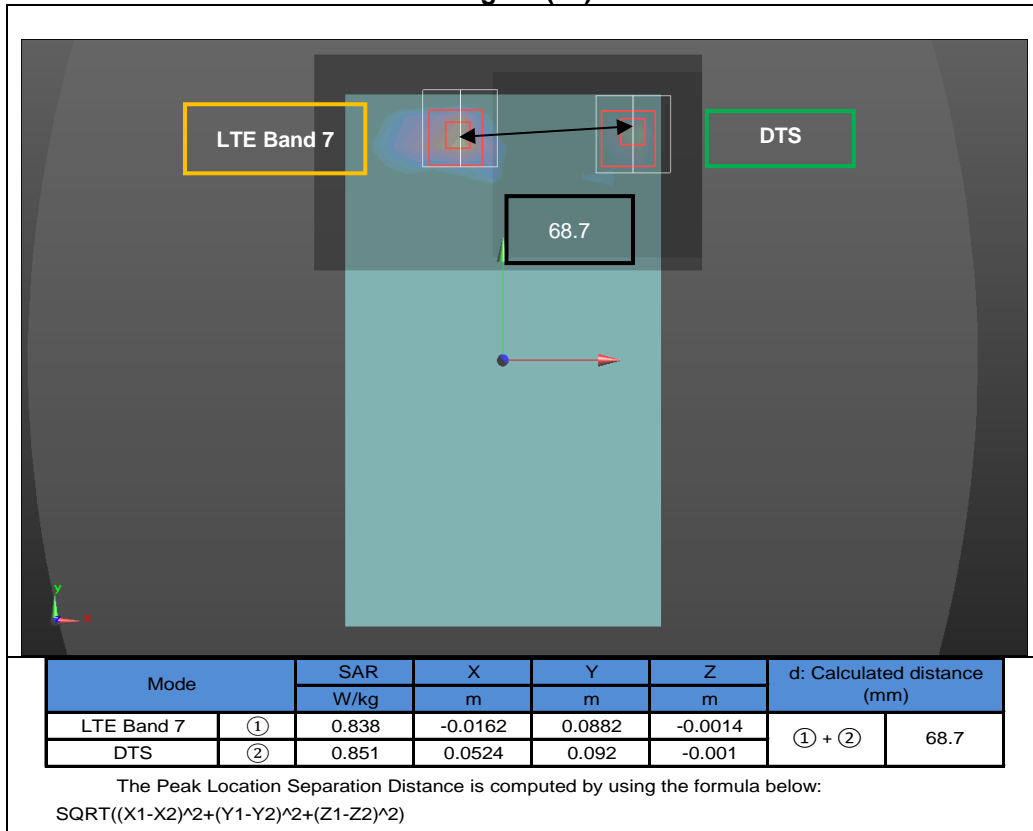 LTE Band 7
DTS
68.7
y
x
Mode SAR X Y Z d: Calculated distance (mm)
W/kg m m m
LTE Band 7 ① 0.838 -0.0162 0.0882 -0.0014 ① + ② 68.7
DTS ② 0.851 0.0524 0.092 -0.001
The Peak Location Separation Distance is computed by using the formula below:
SQRT((X1-X2)^2+(Y1-Y2)^2+(Z1-Z2)^2)